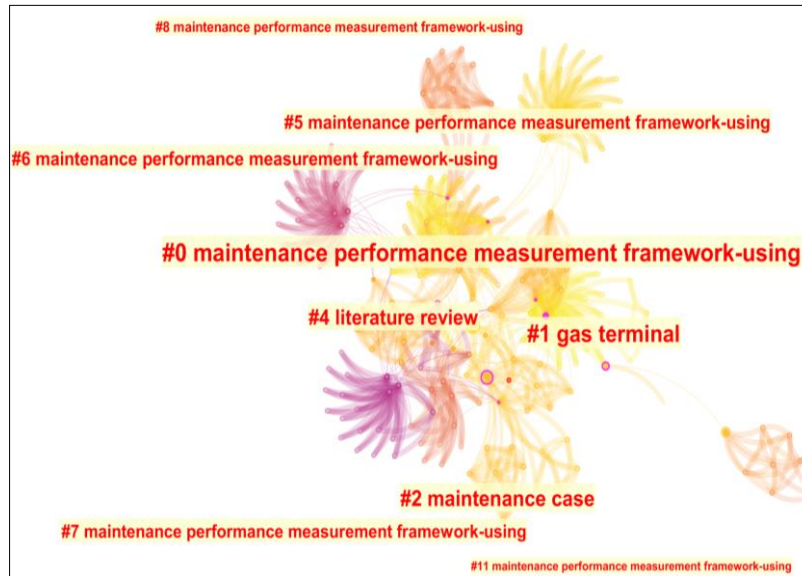 #8 maintenance performance measurement framework-using
#5 maintenance performance measurement framework-using
#6 maintenance performance measurement framework-using
#0 maintenance performance measurement framework-using
#4 literature review
#1 gas terminal
#2 maintenance case
#7 maintenance performance measurement framework-using
#11 maintenance performance measurement framework-using